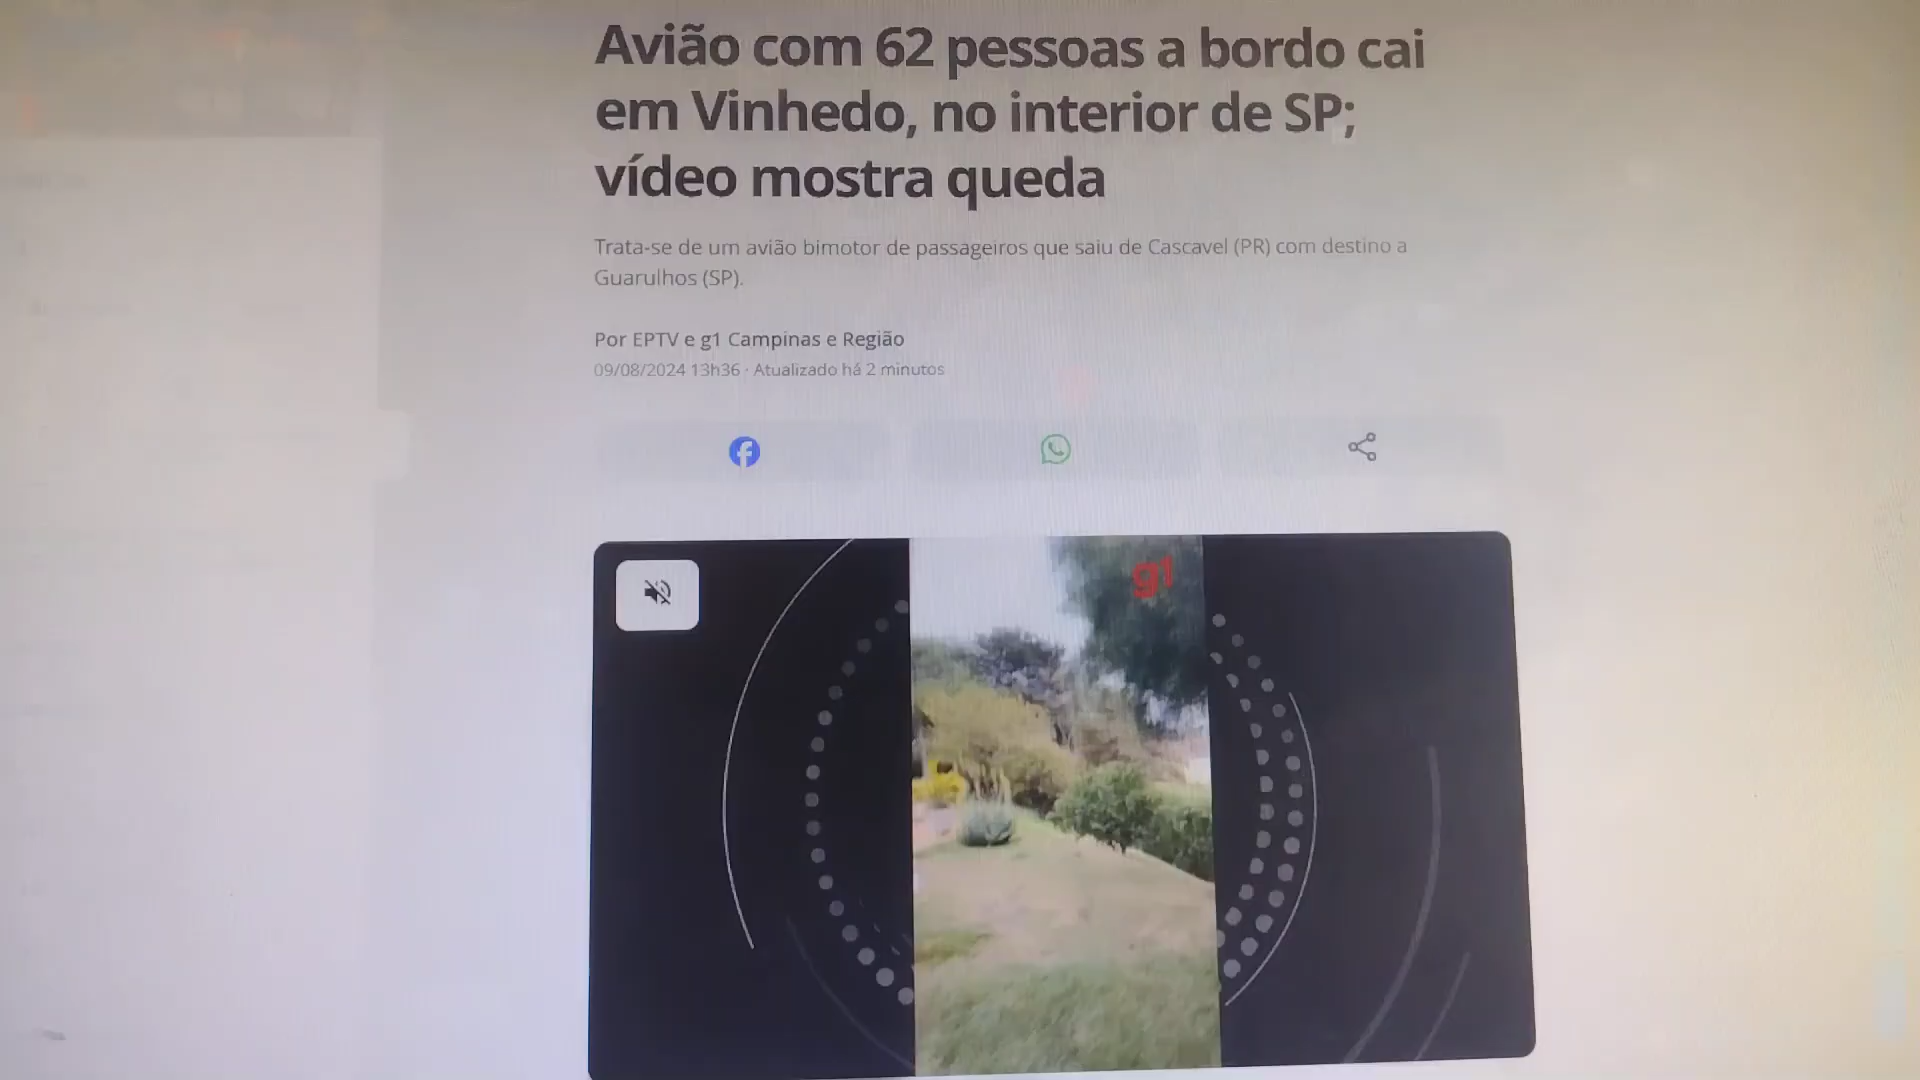 Avião com 62 pessoas a bordo cai
em Vinhedo, no interior de SP;
vídeo mostra queda
Trata-se de um avião bimotor de passageiros que saiu de Cascavel (PR) com destino a
Guarulhos (SP).
Por EPTV e g1 Campinas e Região
09/08/2024 13h36 · Atualizado há 2 minutos
g1